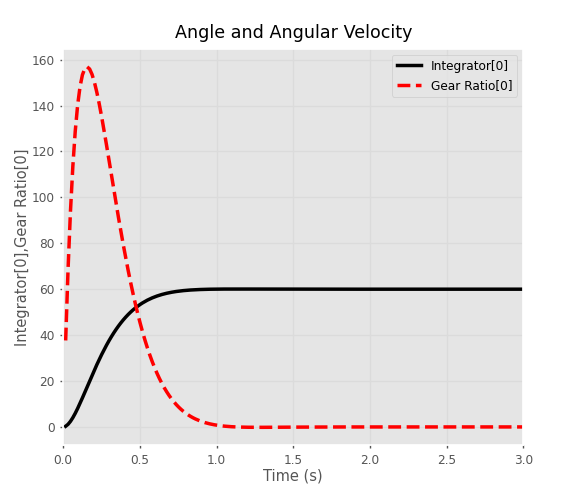 Angle and Angular Velocity
Integrator[0]
Gear Ratio[0]
Integrator[0],Gear Ratio[0]
160
140
120
100
80
60
40
20
0
0.0 0.5 1.0 1.5 2.0 2.5 3.0
Time (s)